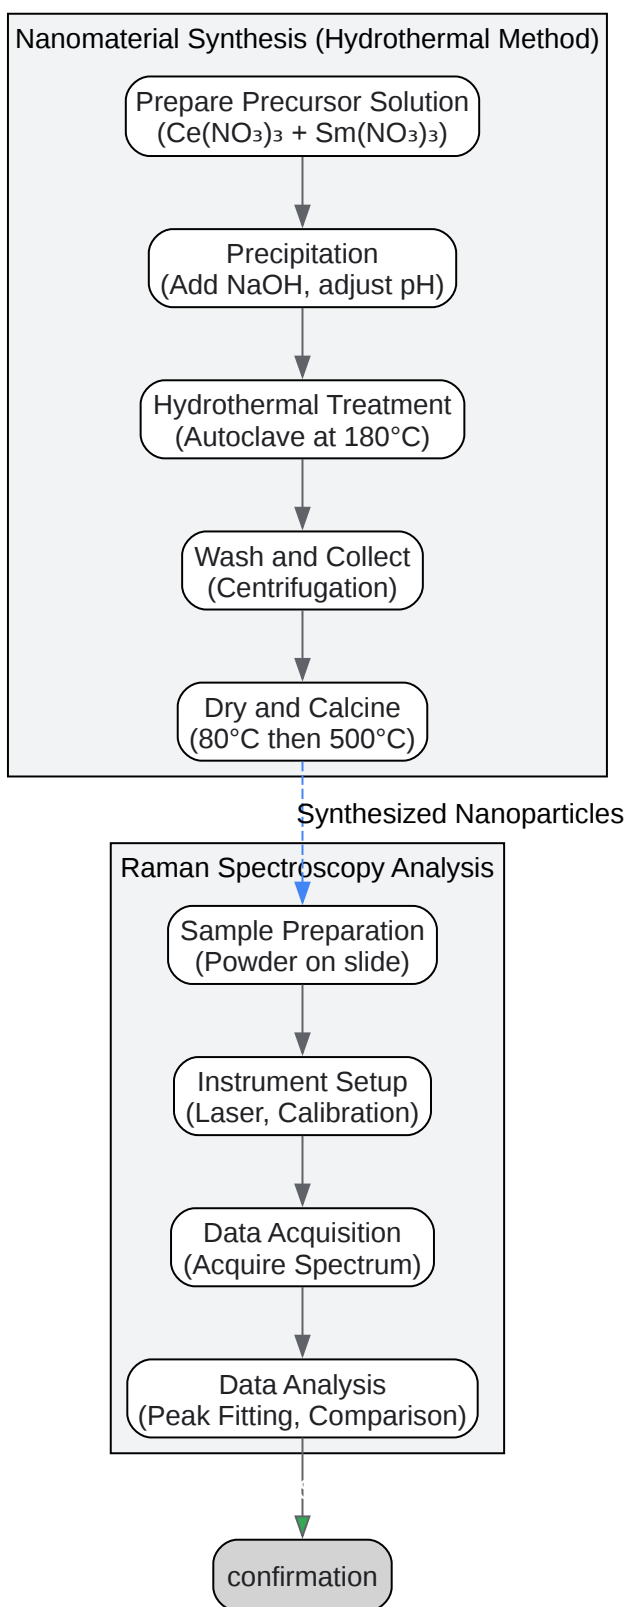 Nanomaterial Synthesis (Hydrothermal Method)
Prepare Precursor Solution
(Ce(NO₃)₃ + Sm(NO₃)₃)
Precipitation
(Add NaOH, adjust pH)
Hydrothermal Treatment
(Autoclave at 180°C)
Wash and Collect
(Centrifugation)
Dry and Calcine
(80°C then 500°C)
Synthesized Nanoparticles
Raman Spectroscopy Analysis
Sample Preparation
(Powder on slide)
Instrument Setup
(Laser, Calibration)
Data Acquisition
(Acquire Spectrum)
Data Analysis
(Peak Fitting, Comparison)
confirmation